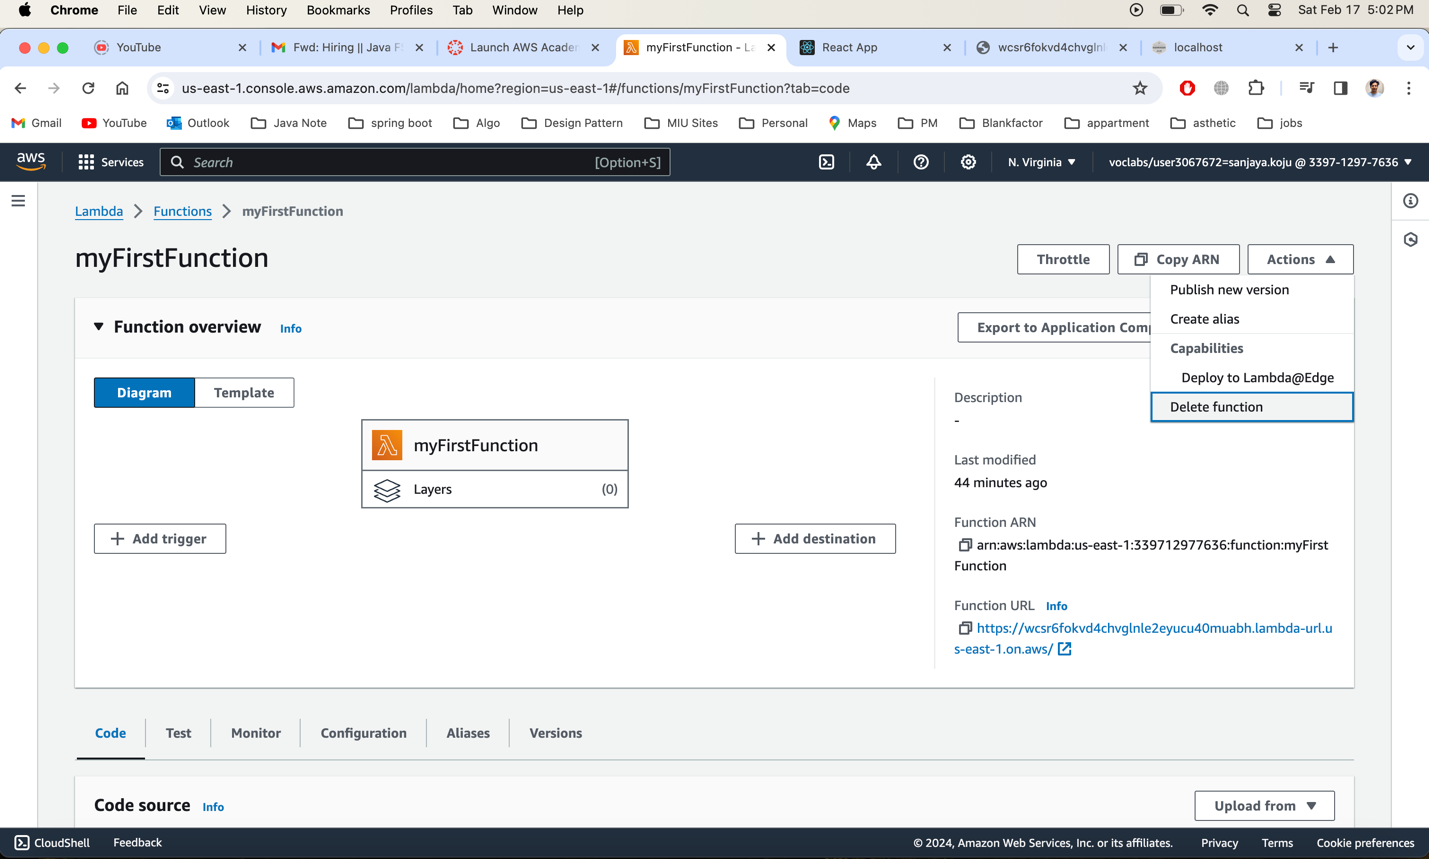 Chrome File Edit View History Bookmarks Profiles Tab Window Help Sat Feb 17 5:02 PM
YouTube Fwd: Hiring || Java F Launch AWS Acade myFirstFunction - L React App wcsr6fokvd4chvglnl localhost
us-east-1.console.aws.amazon.com/lambda/home?region=us-east-1#/functions/myFirstFunction?tab=code
Gmail YouTube Outlook Java Note spring boot Algo Design Pattern MIU Sites Personal Maps PM Blankfactor appartment asthetic jobs
aws Services Search [Option+S] N. Virginia voclabs/user3067672=sanjaya.koju @ 3397-1297-7636
Lambda Functions myFirstFunction
myFirstFunction
Throttle Copy ARN Actions
Publish new version
Create alias
Capabilities
Deploy to Lambda@Edge
Delete function
Function overview Info
Export to Application Comp
Diagram Template
myFirstFunction
Layers (0)
+ Add trigger
+ Add destination
Description
-
Last modified
44 minutes ago
Function ARN
arn:aws:lambda:us-east-1:339712977636:function:myFirst
Function
Function URL Info
https://wcsr6fokvd4chvglnle2eyucu40muabh.lambda-url.u
s-east-1.on.aws/
Code Test Monitor Configuration Aliases Versions
Code source Info
Upload from
CloudShell Feedback © 2024, Amazon Web Services, Inc. or its affiliates. Privacy Terms Cookie preferences